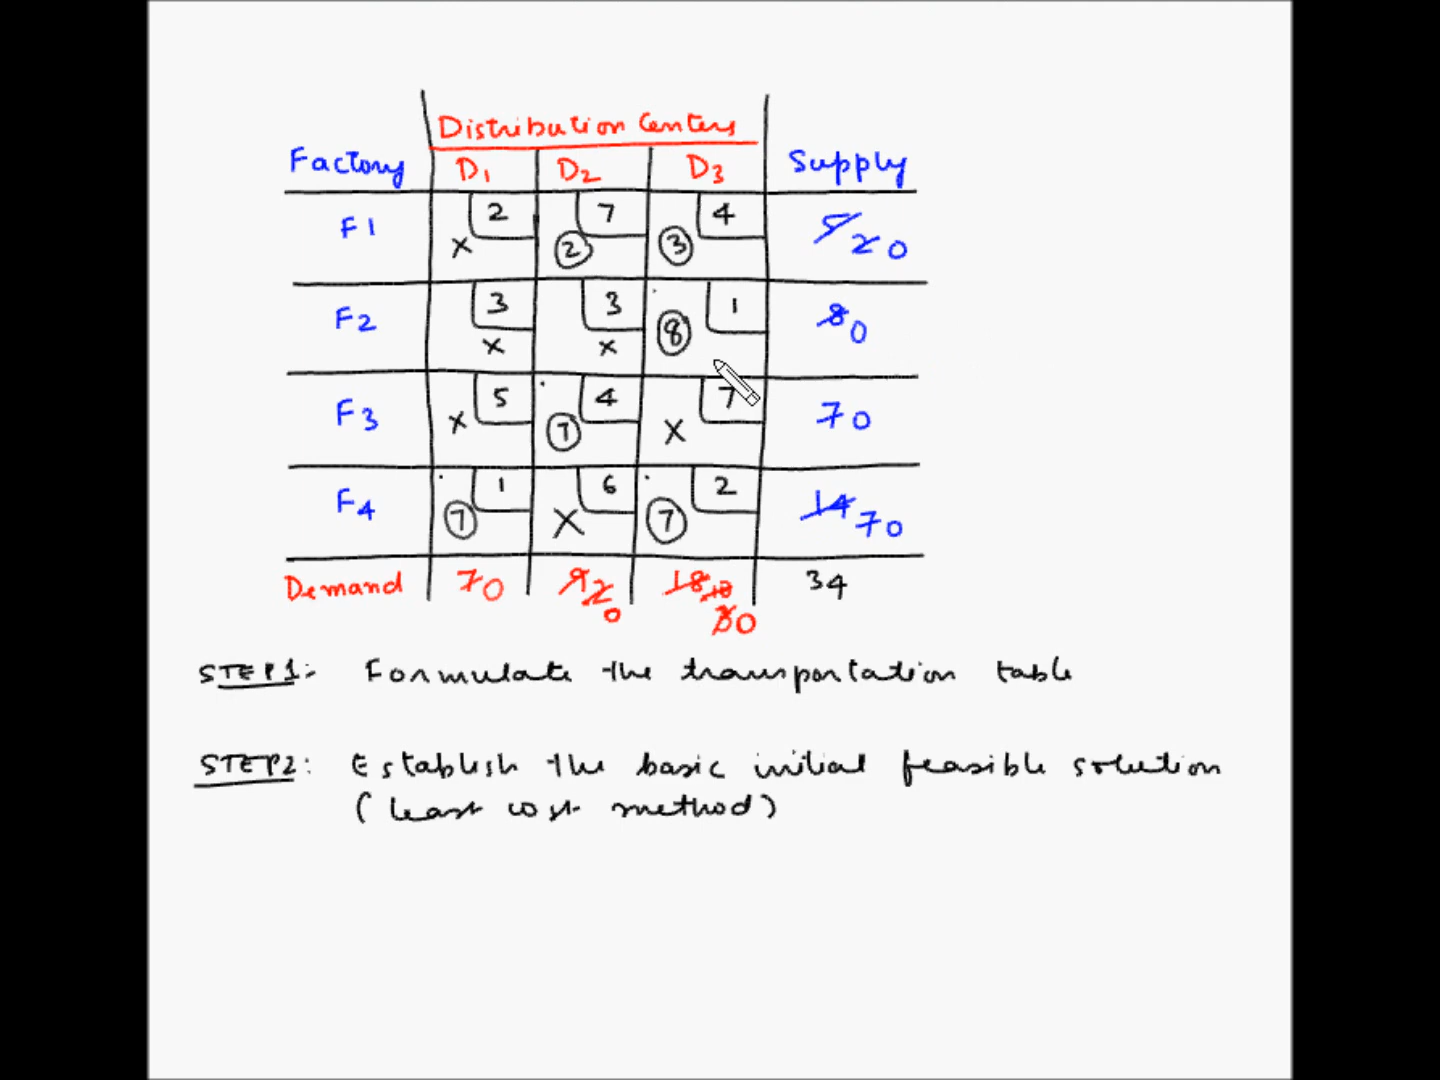 Distribution Centers
Factory D1 D2 D3 Supply
F1 2 7 4 5 2 0
x 2 3
F2 3 3 1 8 0
x x 8
F3 5 4 7 7 0
x 7 x
F4 1 6 2 14 7 0
7 x 7
Demand 7 0 9 2 0 18 10 3 0 34
STEP1: Formulate the transportation table
STEP2: Establish the basic initial feasible solution
(least cost method)